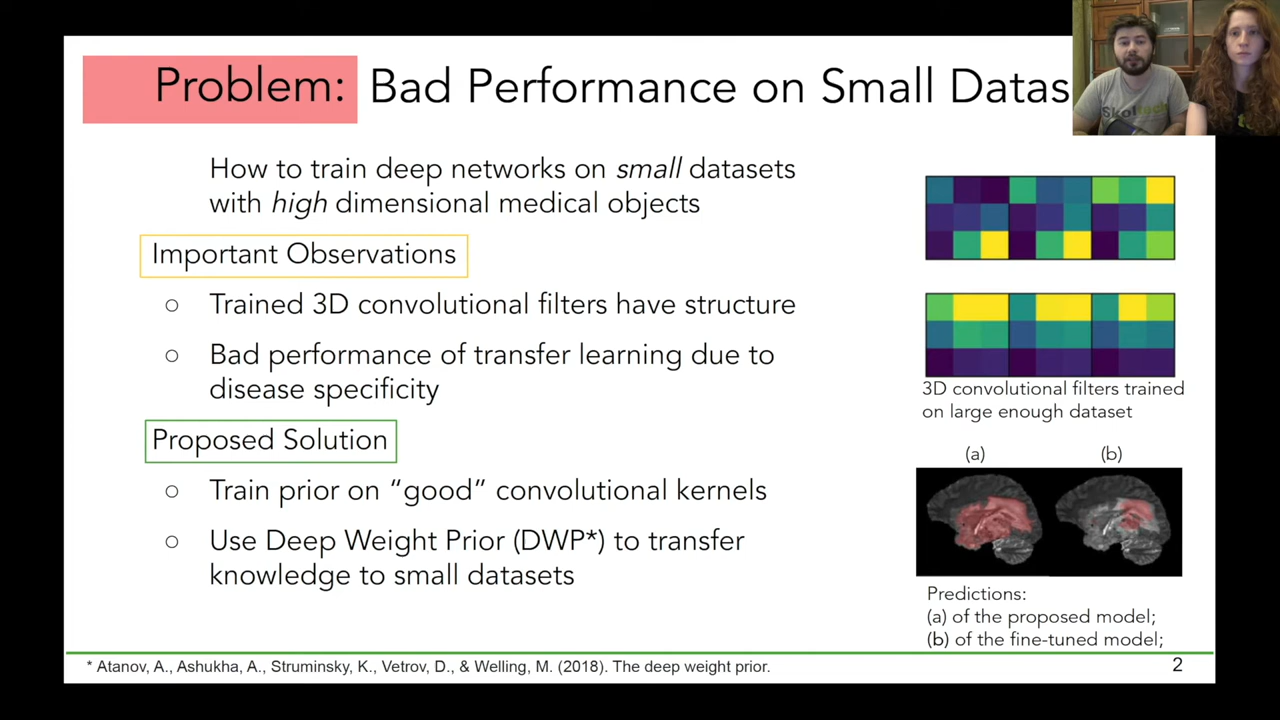 Problem: Bad Performance on Small Datas
How to train deep networks on small datasets
with high dimensional medical objects
Important Observations
○ Trained 3D convolutional filters have structure
○ Bad performance of transfer learning due to
disease specificity
Proposed Solution
○ Train prior on “good” convolutional kernels
○ Use Deep Weight Prior (DWP*) to transfer
knowledge to small datasets
3D convolutional filters trained
on large enough dataset
(a) (b)
Predictions:
(a) of the proposed model;
(b) of the fine-tuned model;
* Atanov, A., Ashukha, A., Struminsky, K., Vetrov, D., & Welling, M. (2018). The deep weight prior.
2